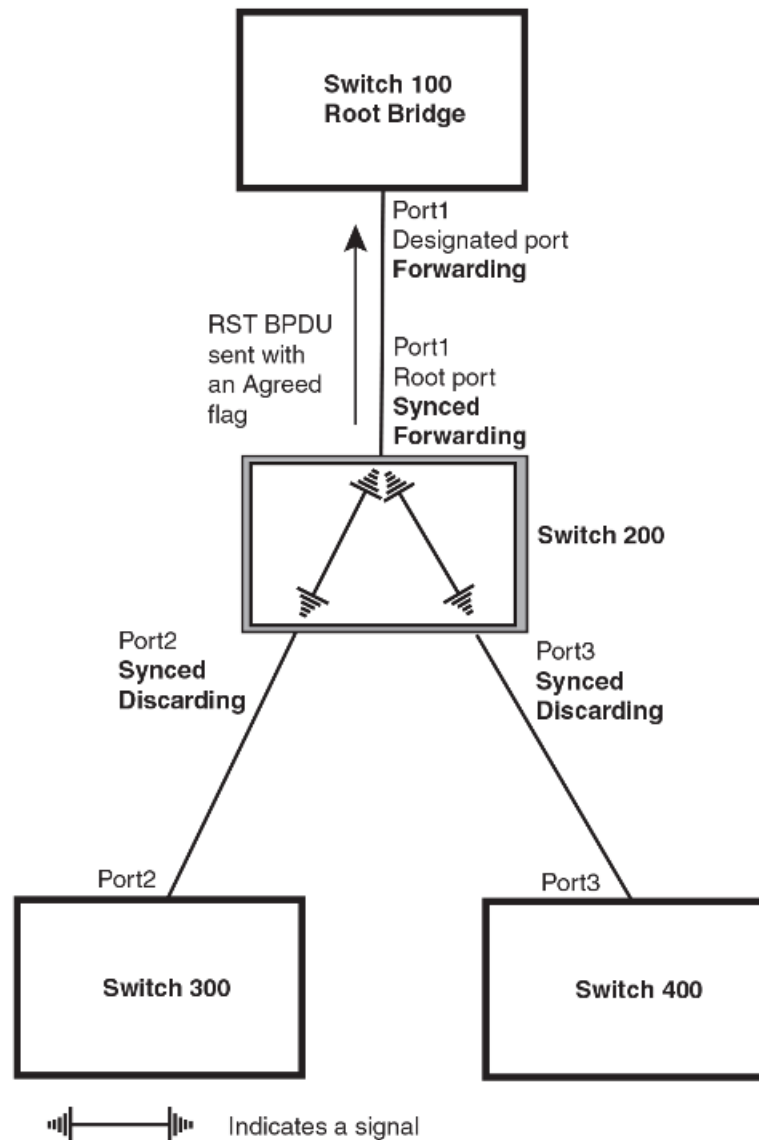 Switch 100
Root Bridge
Port1
Designated port
Forwarding
RST BPDU
sent with
an Agreed
flag
Port1
Root port
Synced
Forwarding
Switch 200
Port2
Synced
Discarding
Port3
Synced
Discarding
Port2
Port3
Switch 300
Switch 400
Indicates a signal